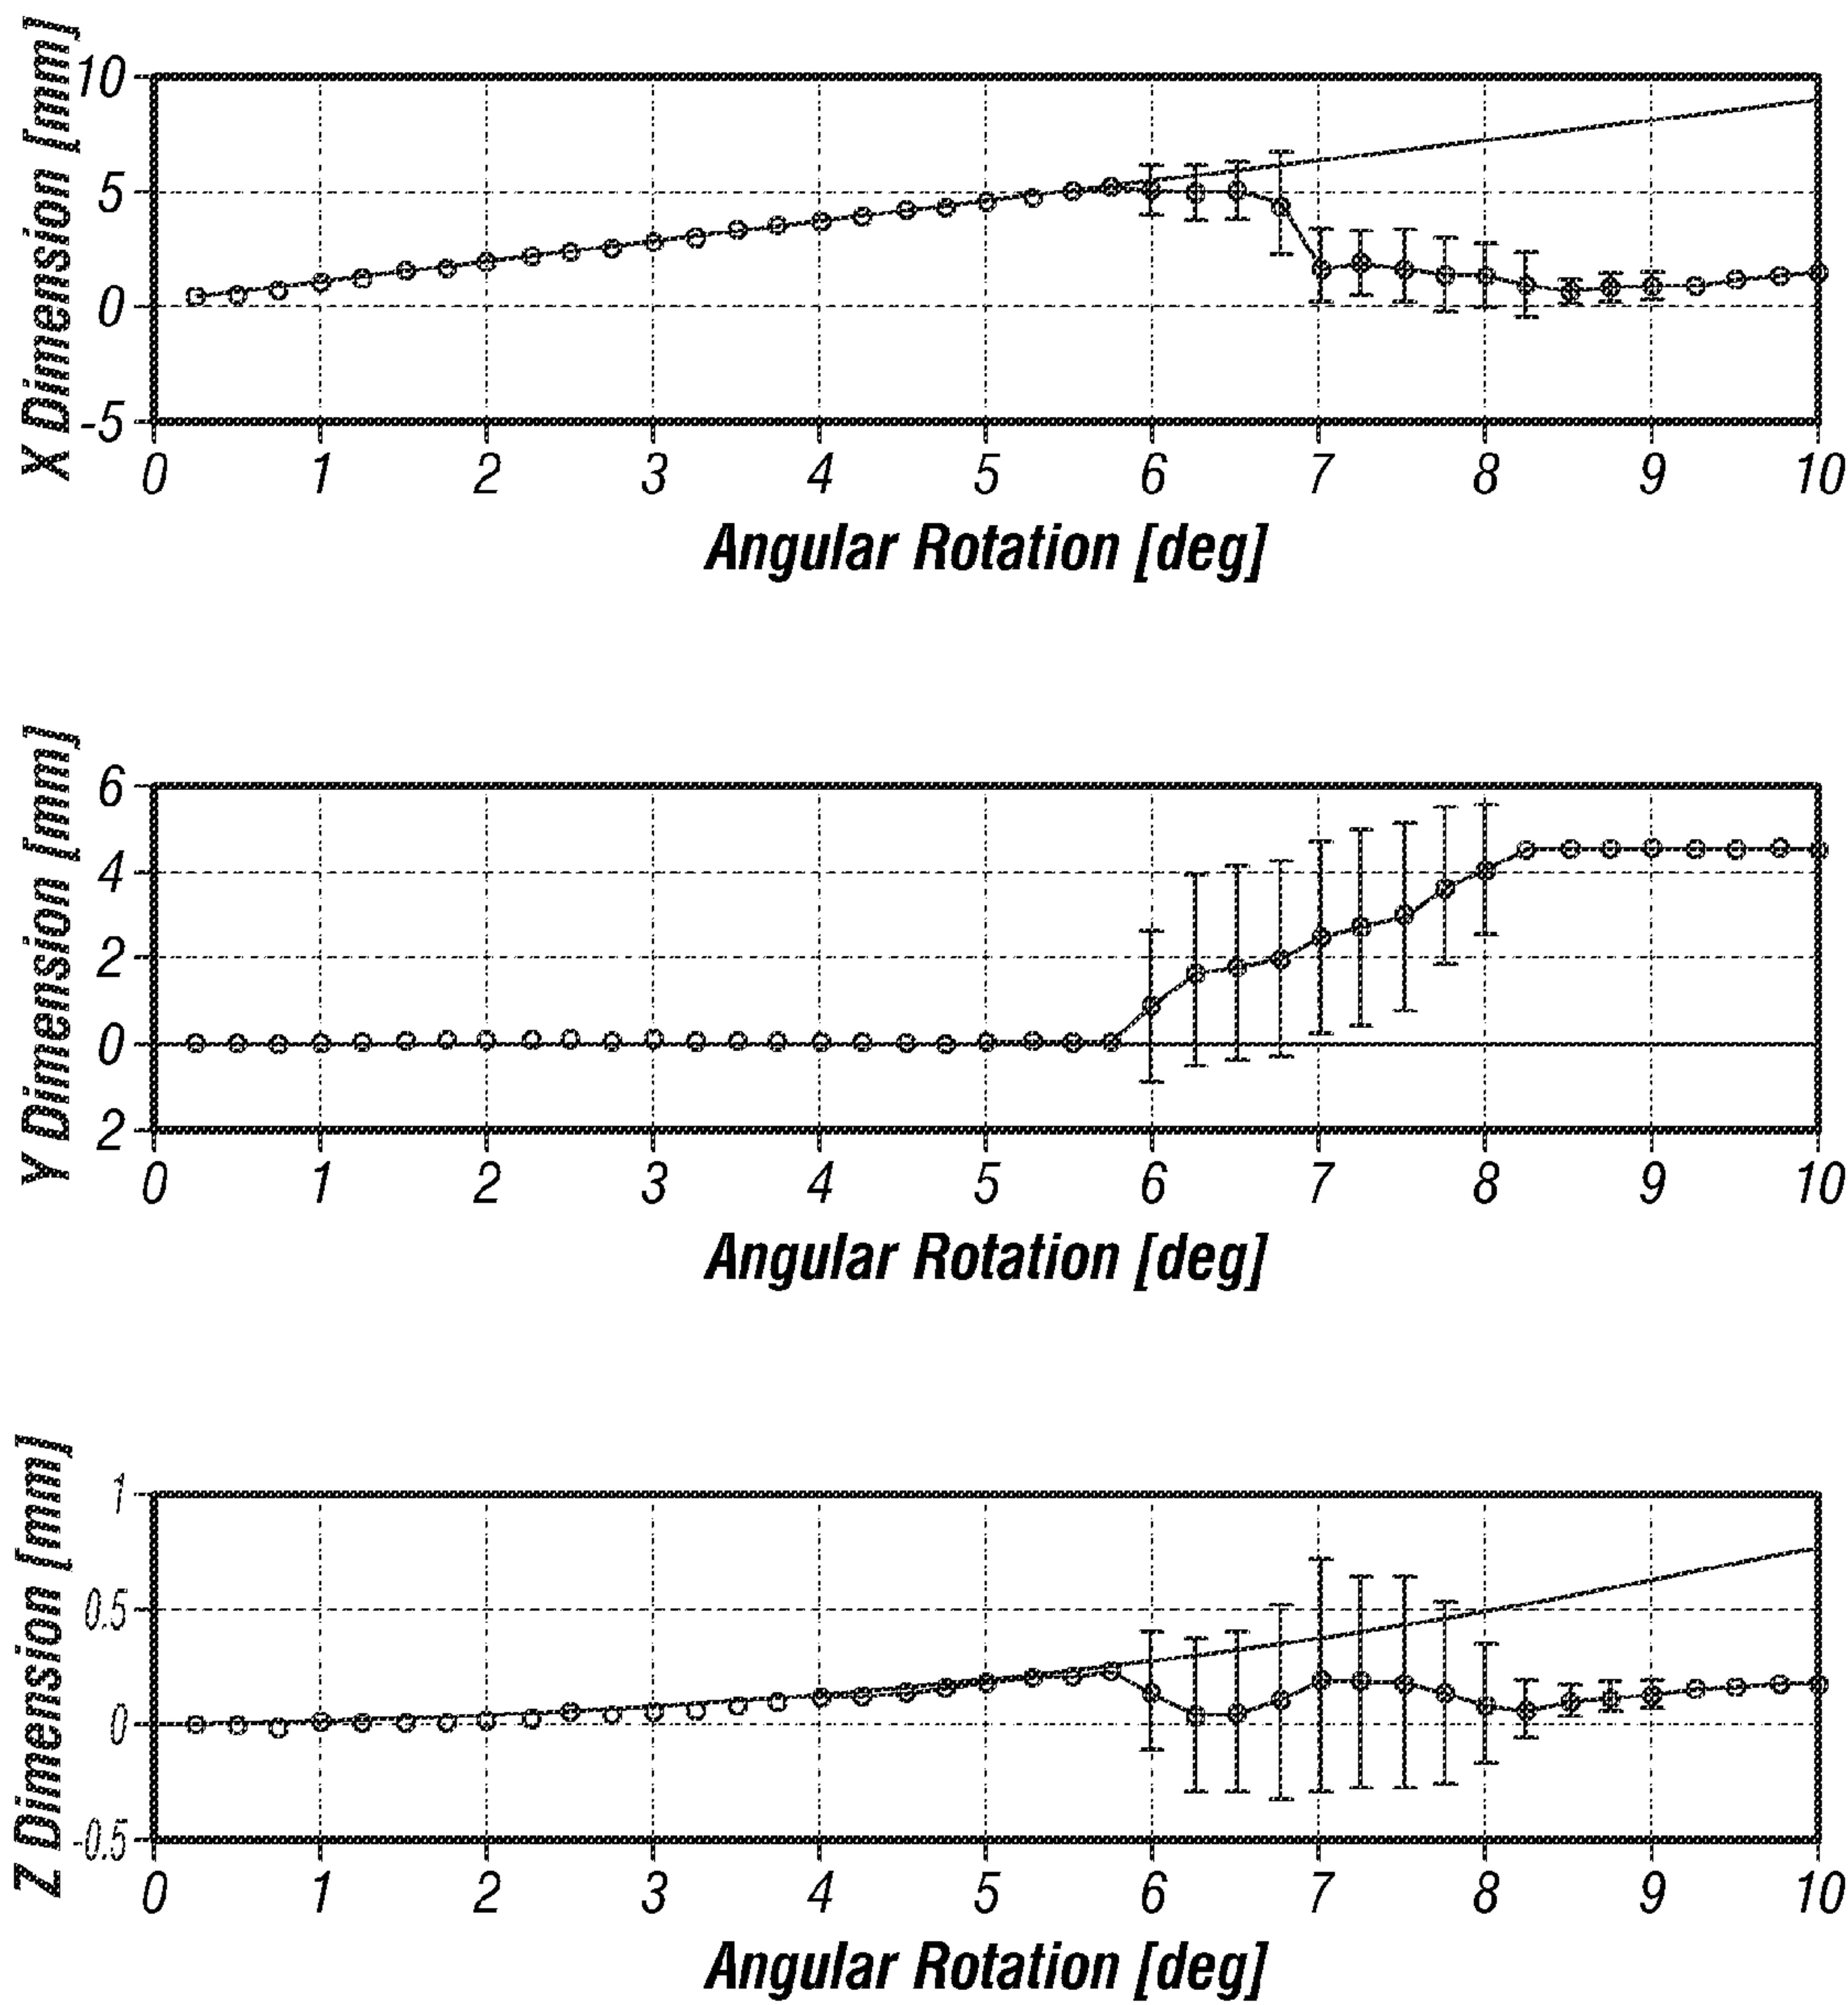 X Dimension [mm]
10
5
0
-5
0 1 2 3 4 5 6 7 8 9 10
Angular Rotation [deg]
Y Dimension [mm]
6
4
2
0
2
0 1 2 3 4 5 6 7 8 9 10
Angular Rotation [deg]
Z Dimension [mm]
1
0.5
0
-0.5
0 1 2 3 4 5 6 7 8 9 10
Angular Rotation [deg]